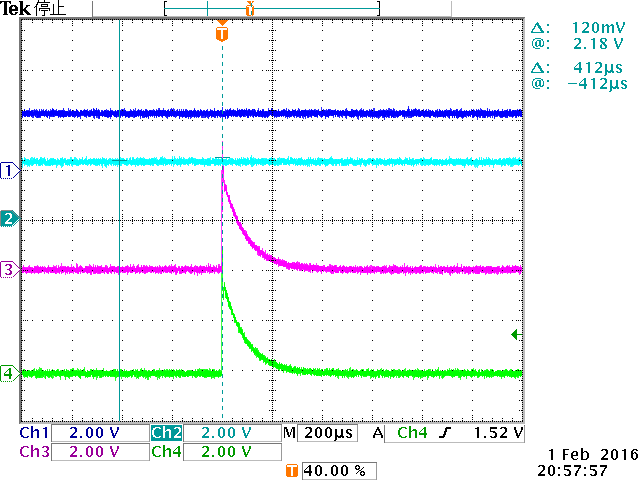 Tek 停止
T
T
Δ: 120mV
@: 2.18 V
Δ: 412µs
@: −412µs
1
2
3
4
Ch1 2.00 V Ch2 2.00 V M 200µs A Ch4 1.52 V
Ch3 2.00 V Ch4 2.00 V
T 40.00 %
1 Feb 2016
20:57:57